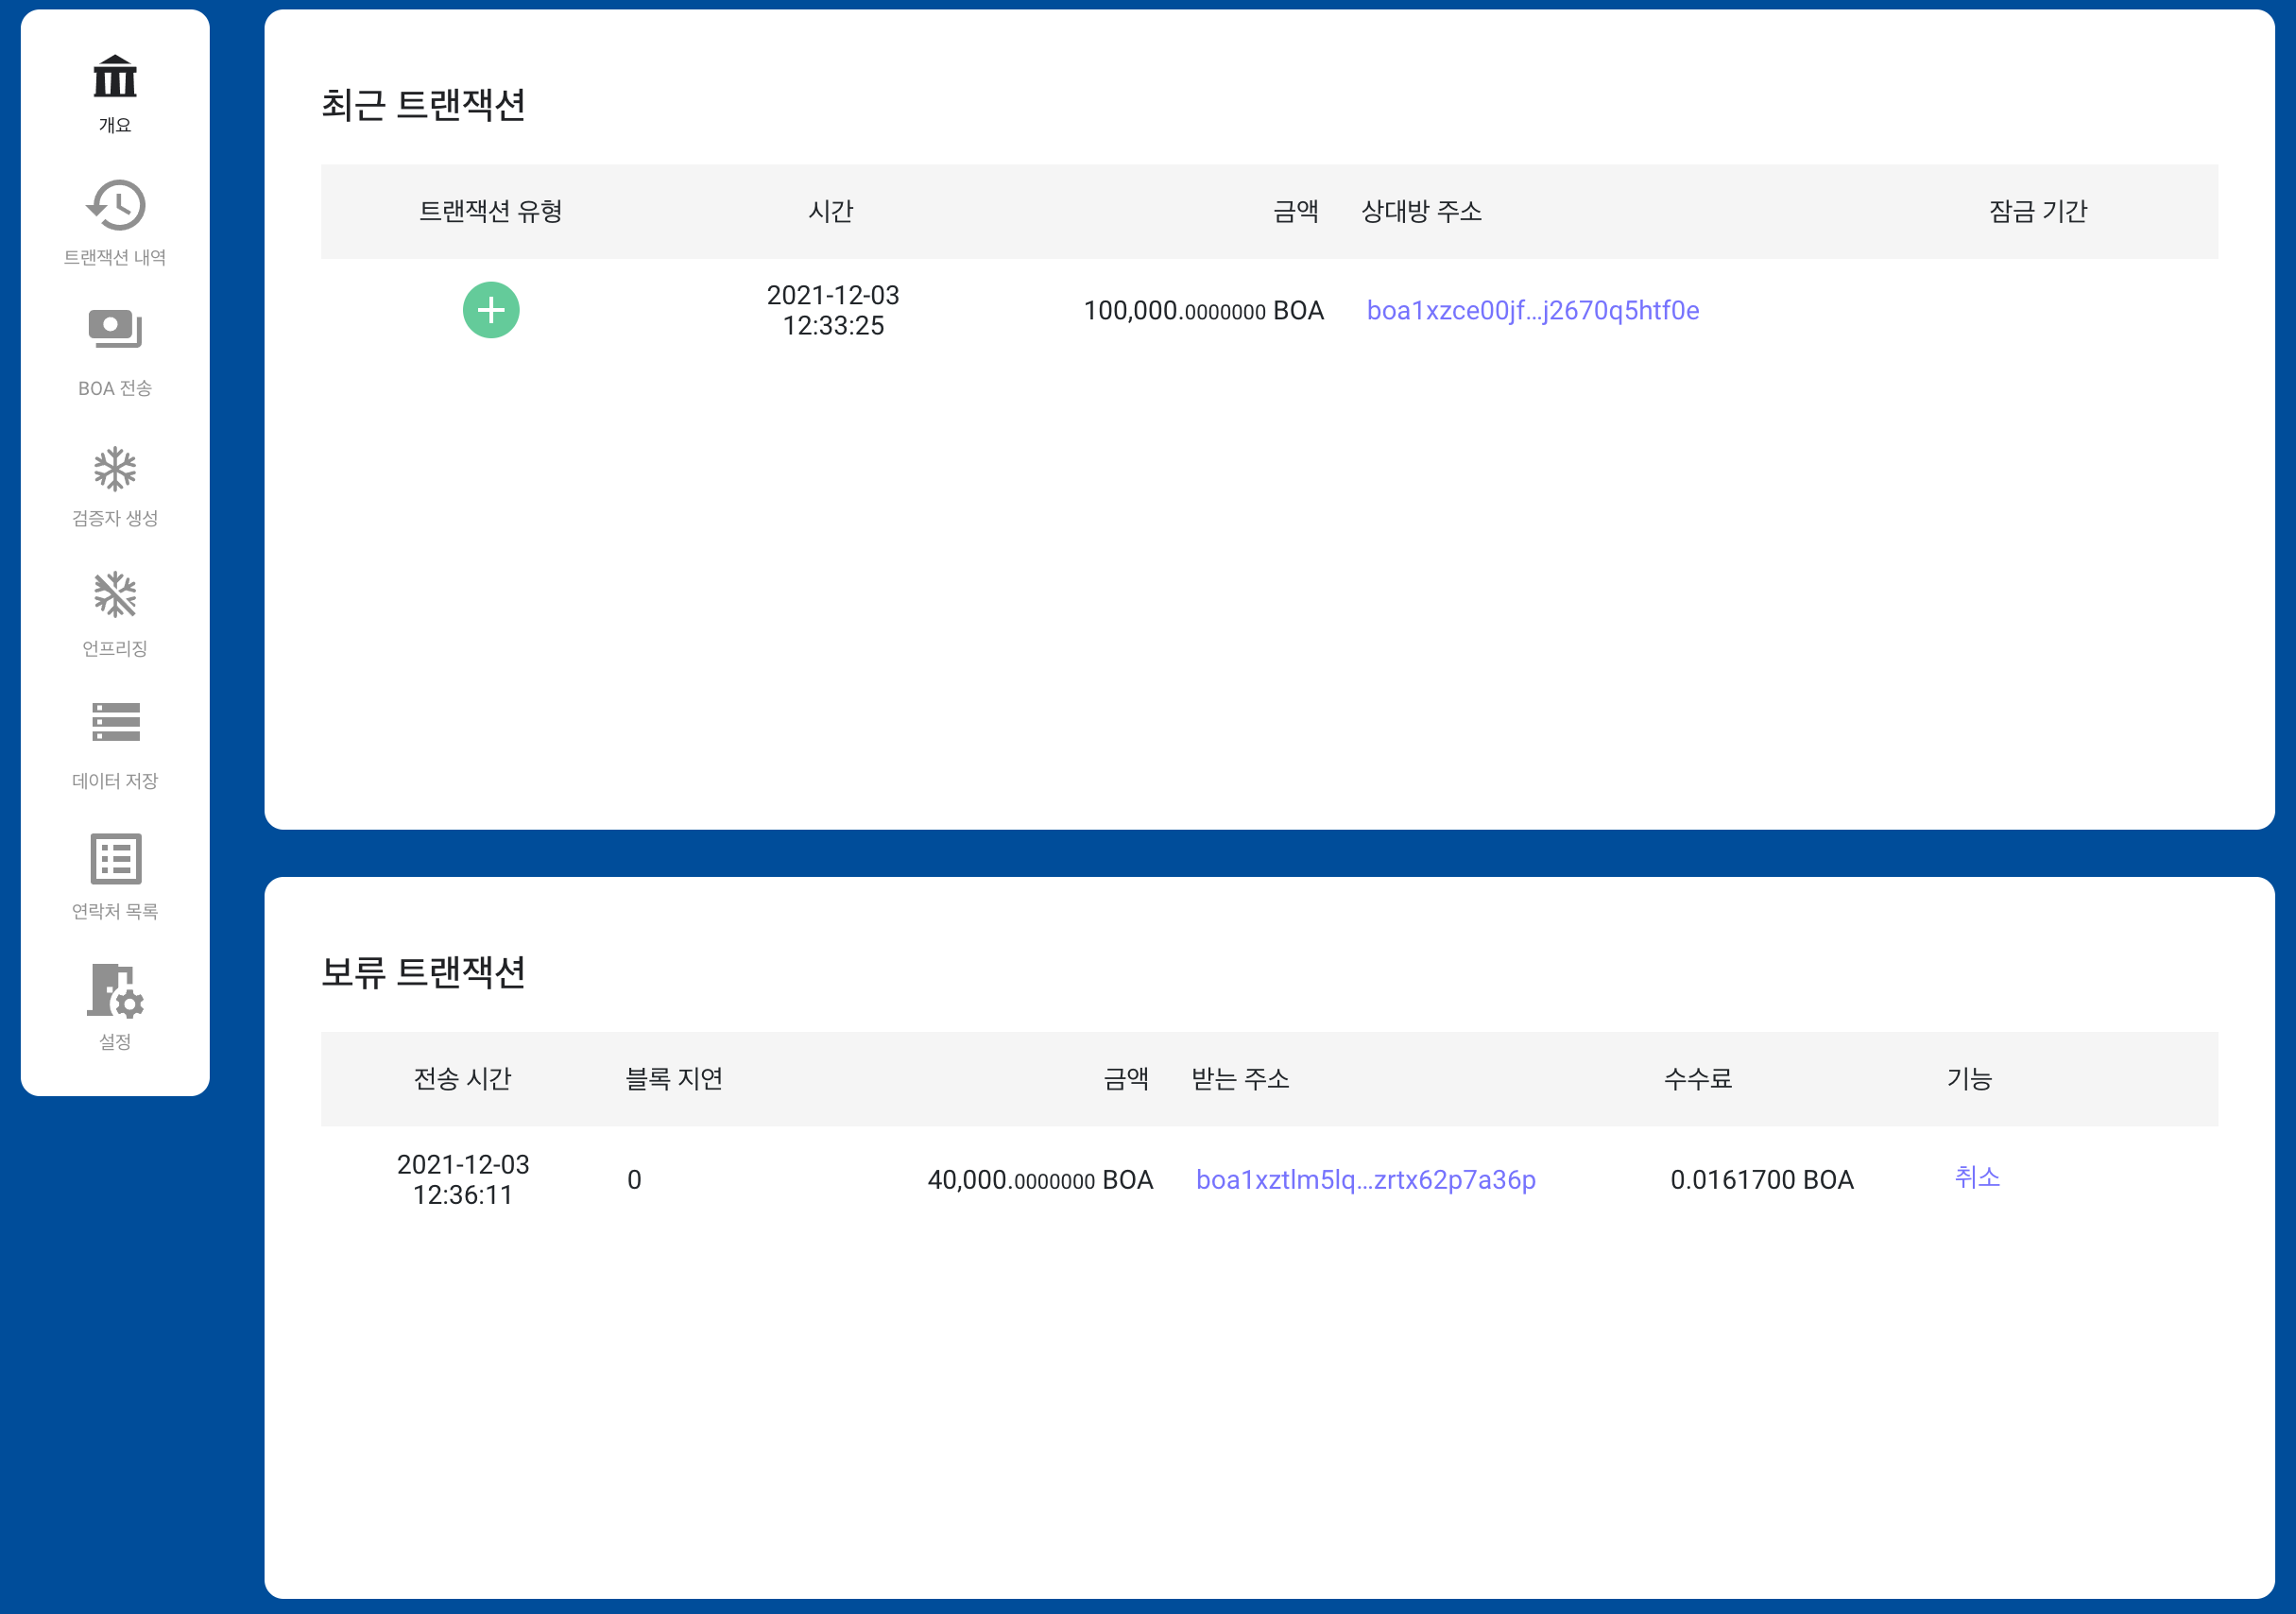 개요
트랜잭션 내역
BOA 전송
검증자 생성
언프리징
데이터 저장
연락처 목록
설정
최근 트랜잭션
트랜잭션 유형 시간 금액 상대방 주소 잠금 기간
2021-12-03
12:33:25
100,000.0000000 BOA
boa1xzce00jf...j2670q5htf0e
보류 트랜잭션
전송 시간 블록 지연 금액 받는 주소 수수료 기능
2021-12-03
12:36:11
0
40,000.0000000 BOA
boa1xztlm5lq...zrtx62p7a36p
0.0161700 BOA
취소